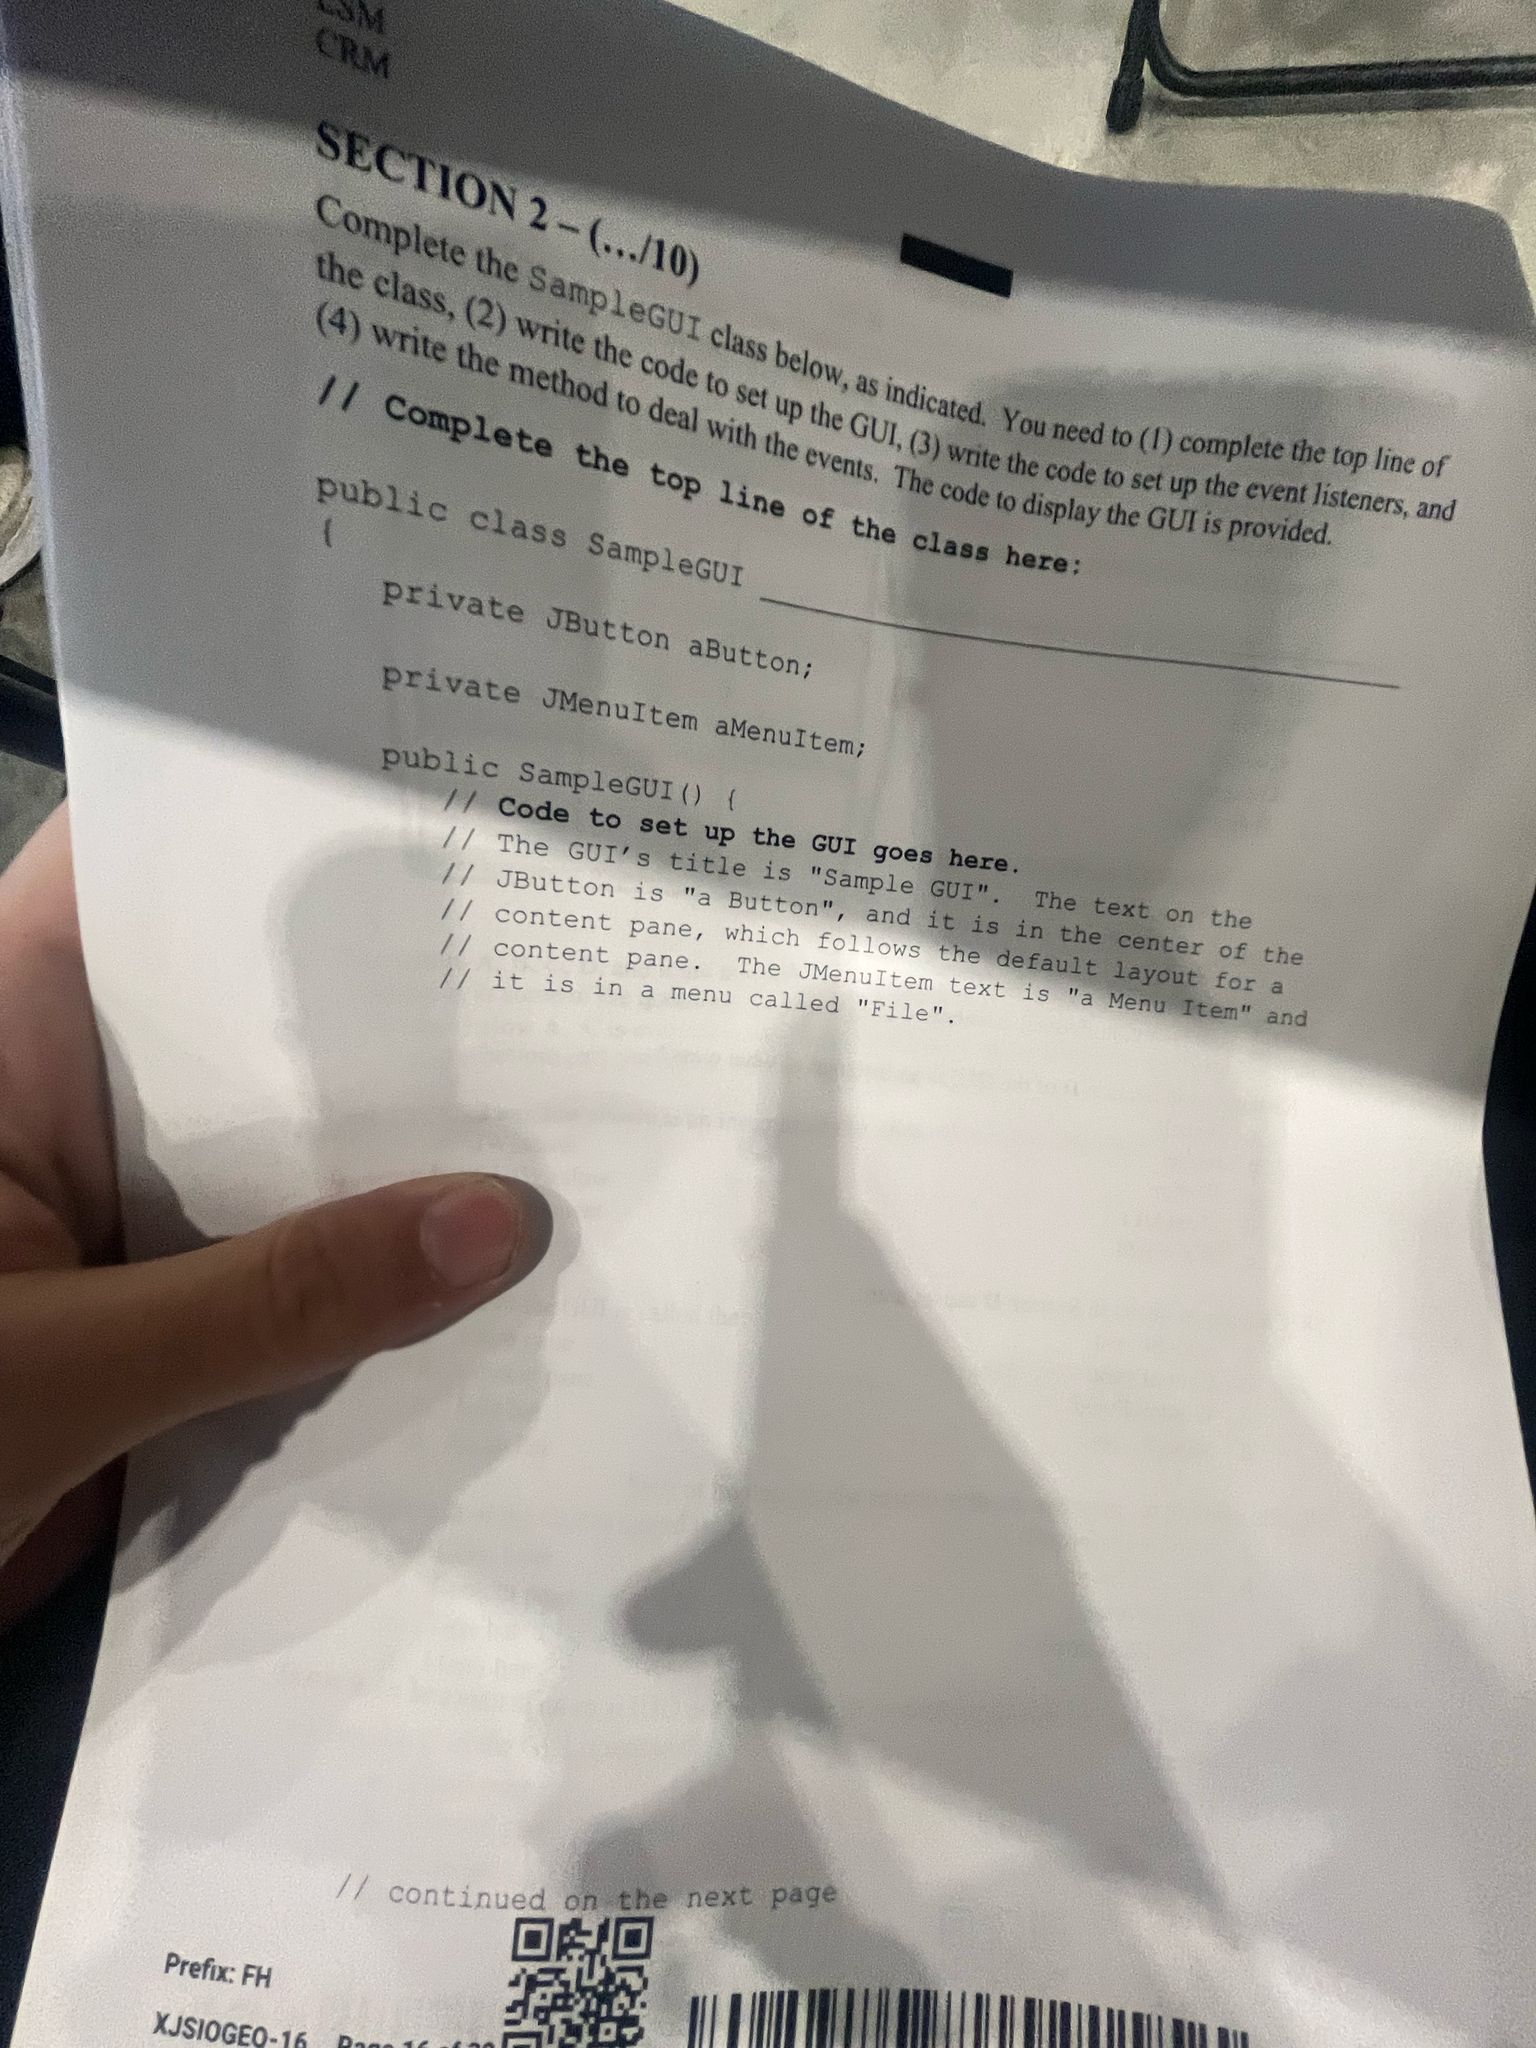 CRM
SECTION 2 – (.../10)
Complete the SampleGUI class below, as indicated. You need to (1) complete the top line of
the class, (2) write the code to set up the GUI, (3) write the code to set up the event listeners, and
(4) write the method to deal with the events. The code to display the GUI is provided.
// Complete the top line of the class here:
public class SampleGUI ____________________
{
private JButton aButton;
private JMenuItem aMenuItem;
public SampleGUI() {
// Code to set up the GUI goes here.
// The GUI's title is "Sample GUI". The text on the
// JButton is "a Button", and it is in the center of the
// content pane, which follows the default layout for a
// content pane. The JMenuItem text is "a Menu Item" and
// it is in a menu called "File".
// continued on the next page
Prefix: FH
XJSIOGEO-16 Page 16 of